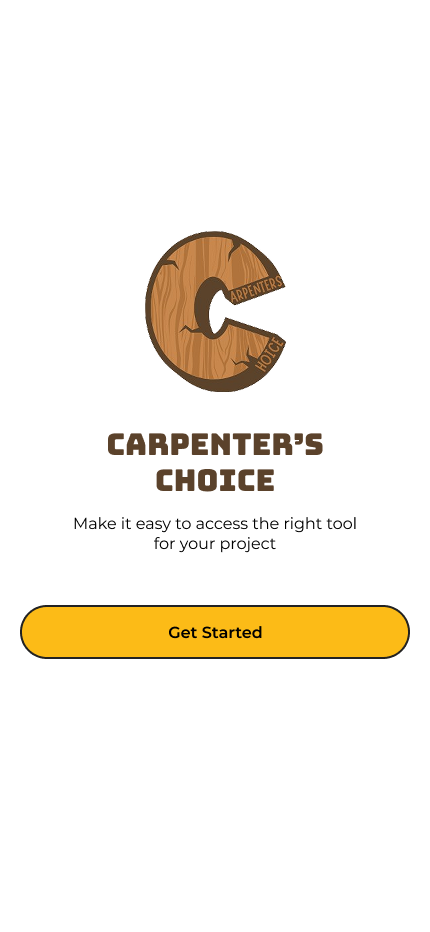 ARPENTERS
HOICE
CARPENTER’S
CHOICE
Make it easy to access the right tool
for your project
Get Started